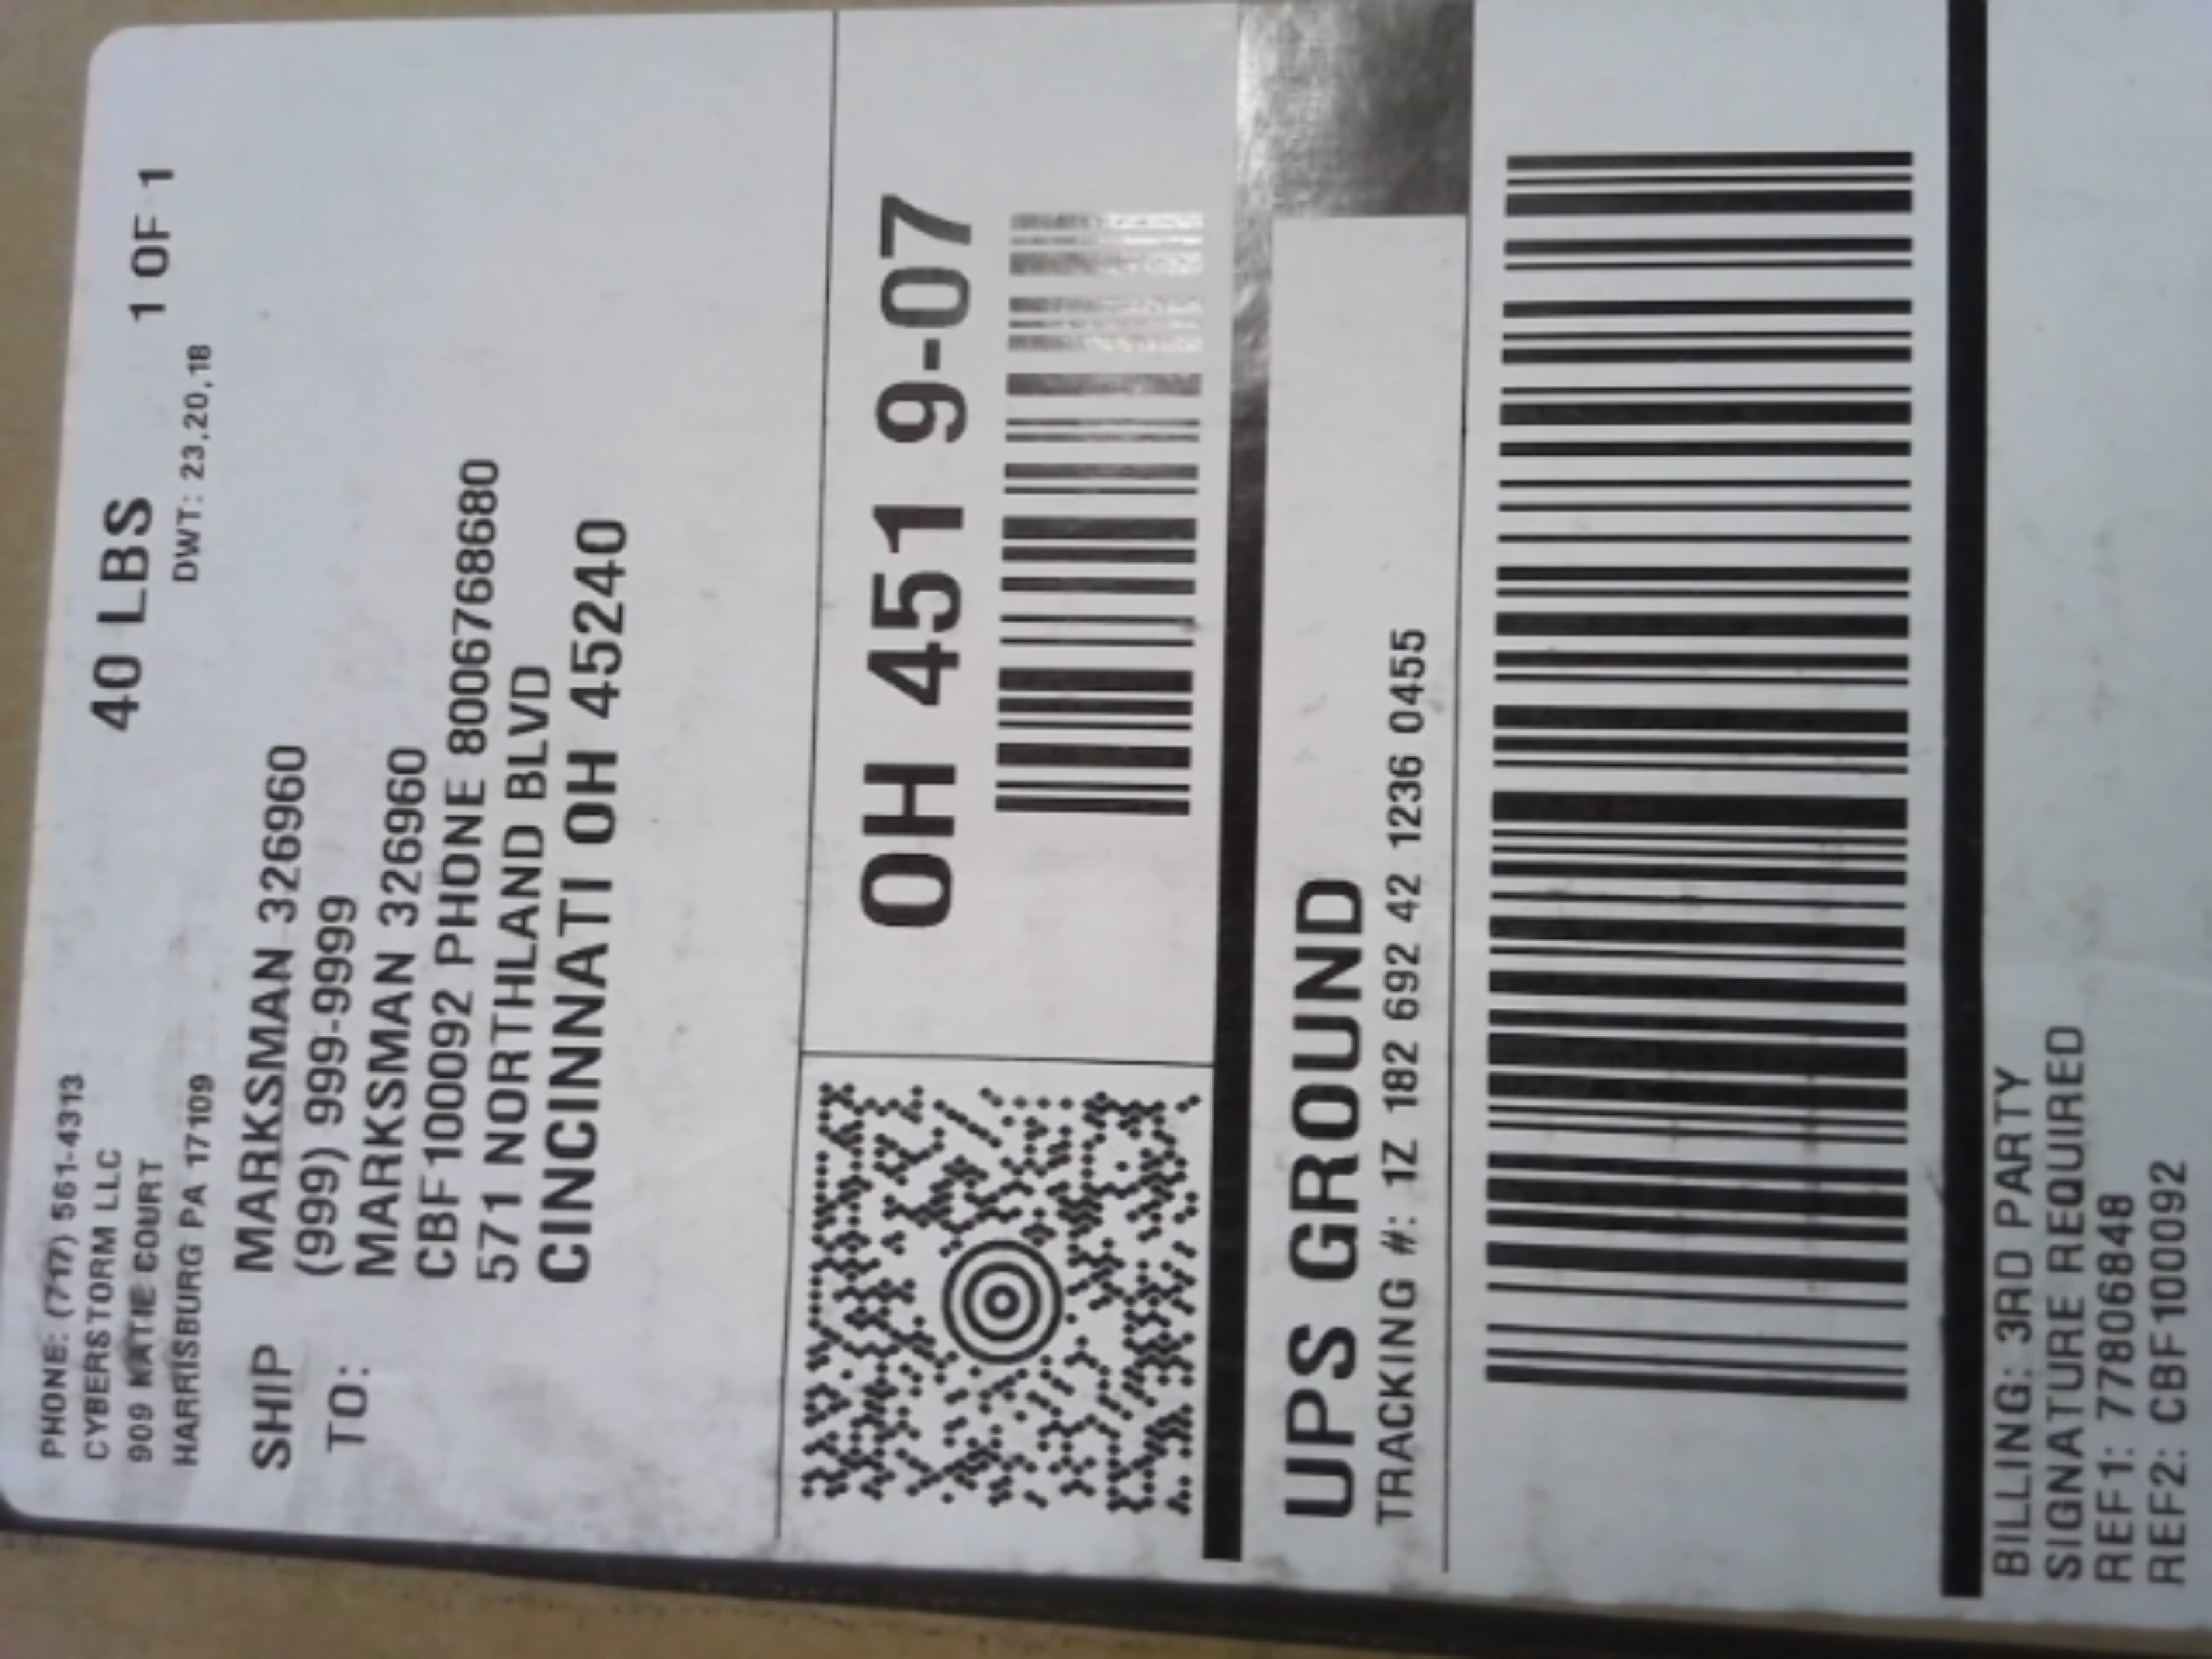 PHONE: (717) 561-4313
CYBERSTORM LLC
909 KATIE COURT
HARRISBURG PA 17109
40 LBS 1 OF 1
DWT: 23,20,18
SHIP TO:
MARKSMAN 326960
(999) 999-9999
MARKSMAN 326960
CBF100092 PHONE 8006768680
571 NORTHLAND BLVD
CINCINNATI OH 45240
OH 451 9-07
UPS GROUND
TRACKING #: 1Z 182 692 42 1236 0455
BILLING: 3RD PARTY
SIGNATURE REQUIRED
REF1: 77806848
REF2: CBF100092